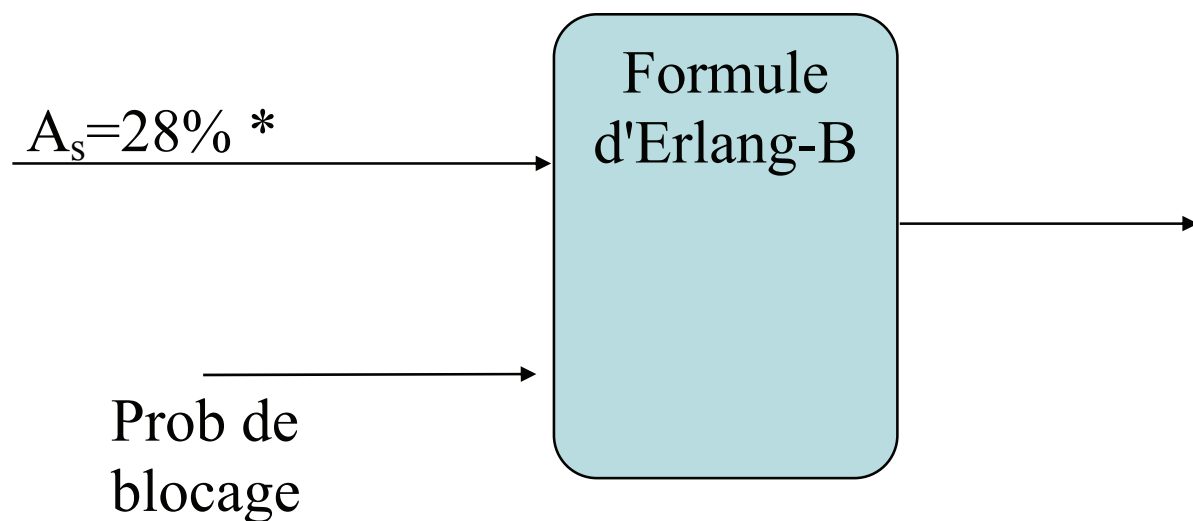 Formule
d'Erlang-B
Aₛ=28% *
Prob de
blocage